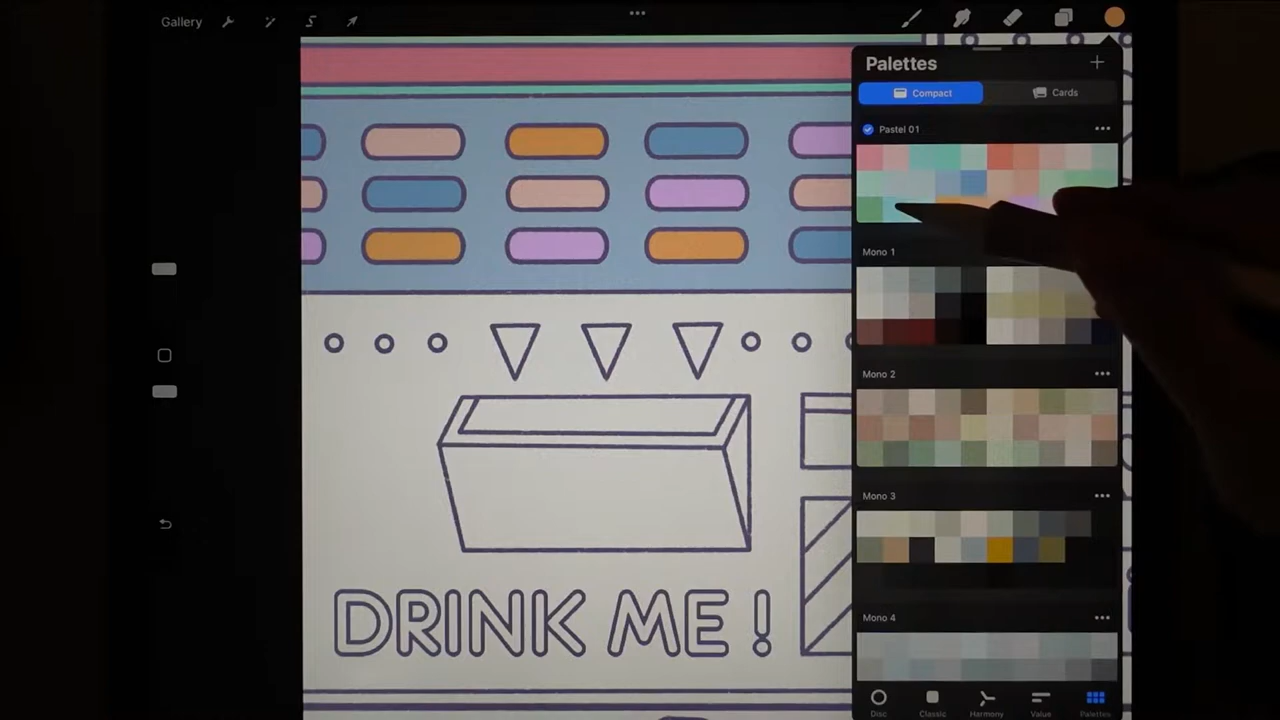 Gallery
Palettes
Compact
Cards
Pastel 01
Mono 1
Mono 2
Mono 3
Mono 4
DRINK ME !
Disc
Classic
Harmony
Value
Palettes